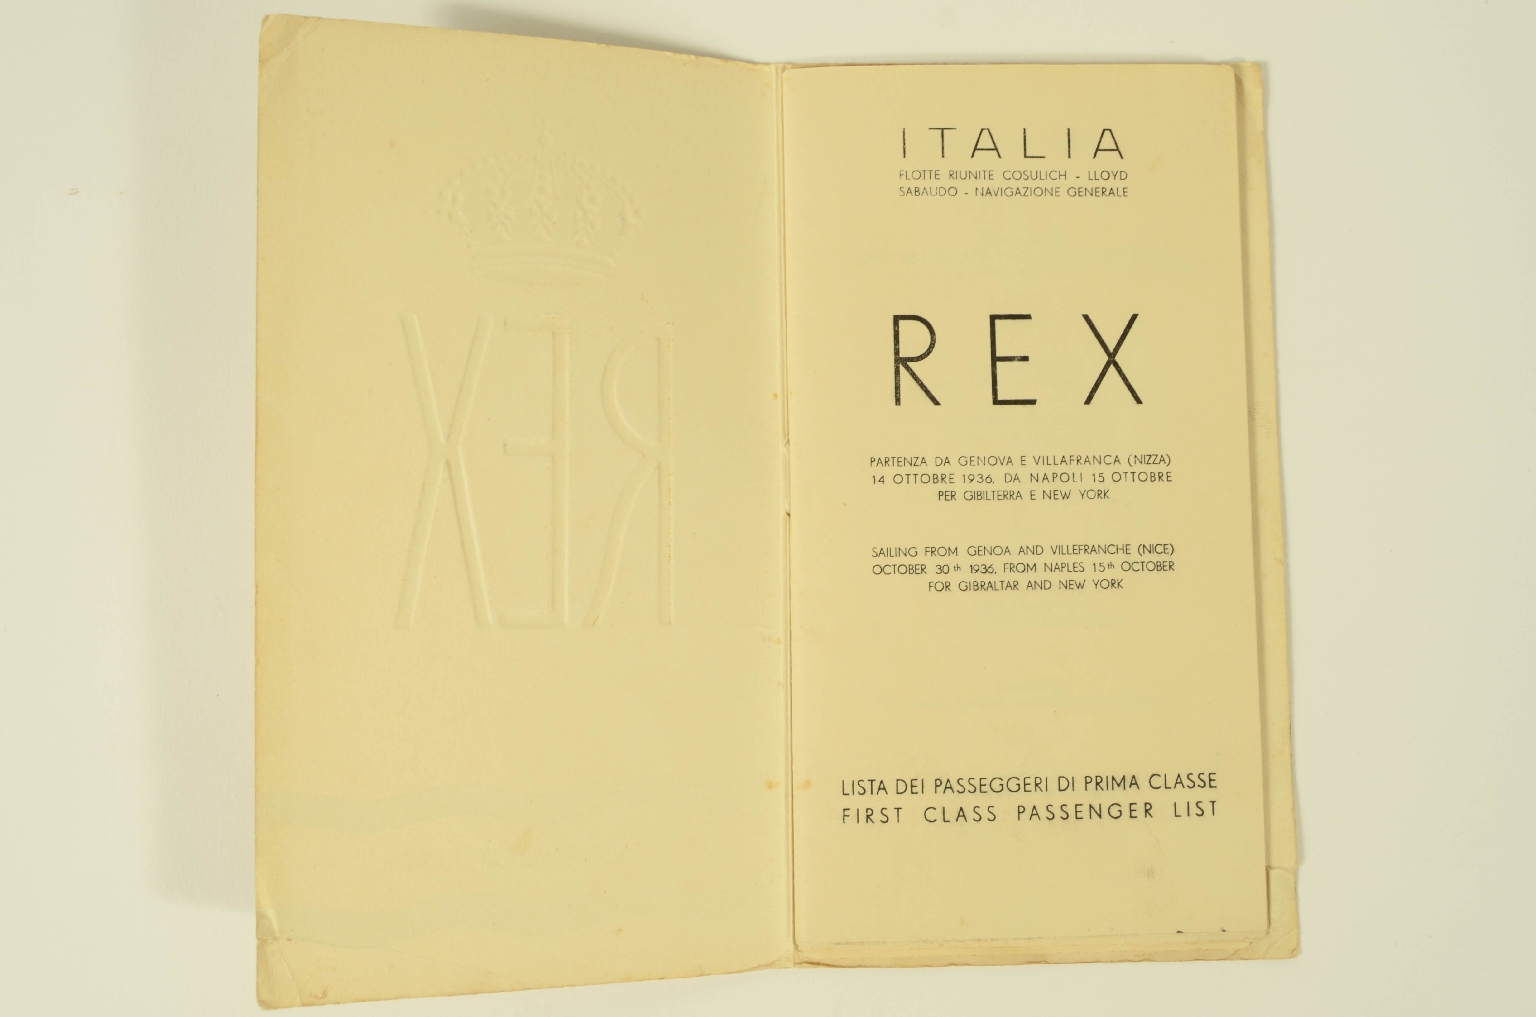 REX
ITALIA
FLOTTE RIUNITE COSULICH - LLOYD
SABAUDO - NAVIGAZIONE GENERALE
REX
PARTENZA DA GENOVA E VILLAFRANCA (NIZZA)
14 OTTOBRE 1936, DA NAPOLI 15 OTTOBRE
PER GIBILTERRA E NEW YORK
SAILING FROM GENOA AND VILLEFRANCHE (NICE)
OCTOBER 30th 1936, FROM NAPLES 15th OCTOBER
FOR GIBRALTAR AND NEW YORK
LISTA DEI PASSEGGERI DI PRIMA CLASSE
FIRST CLASS PASSENGER LIST